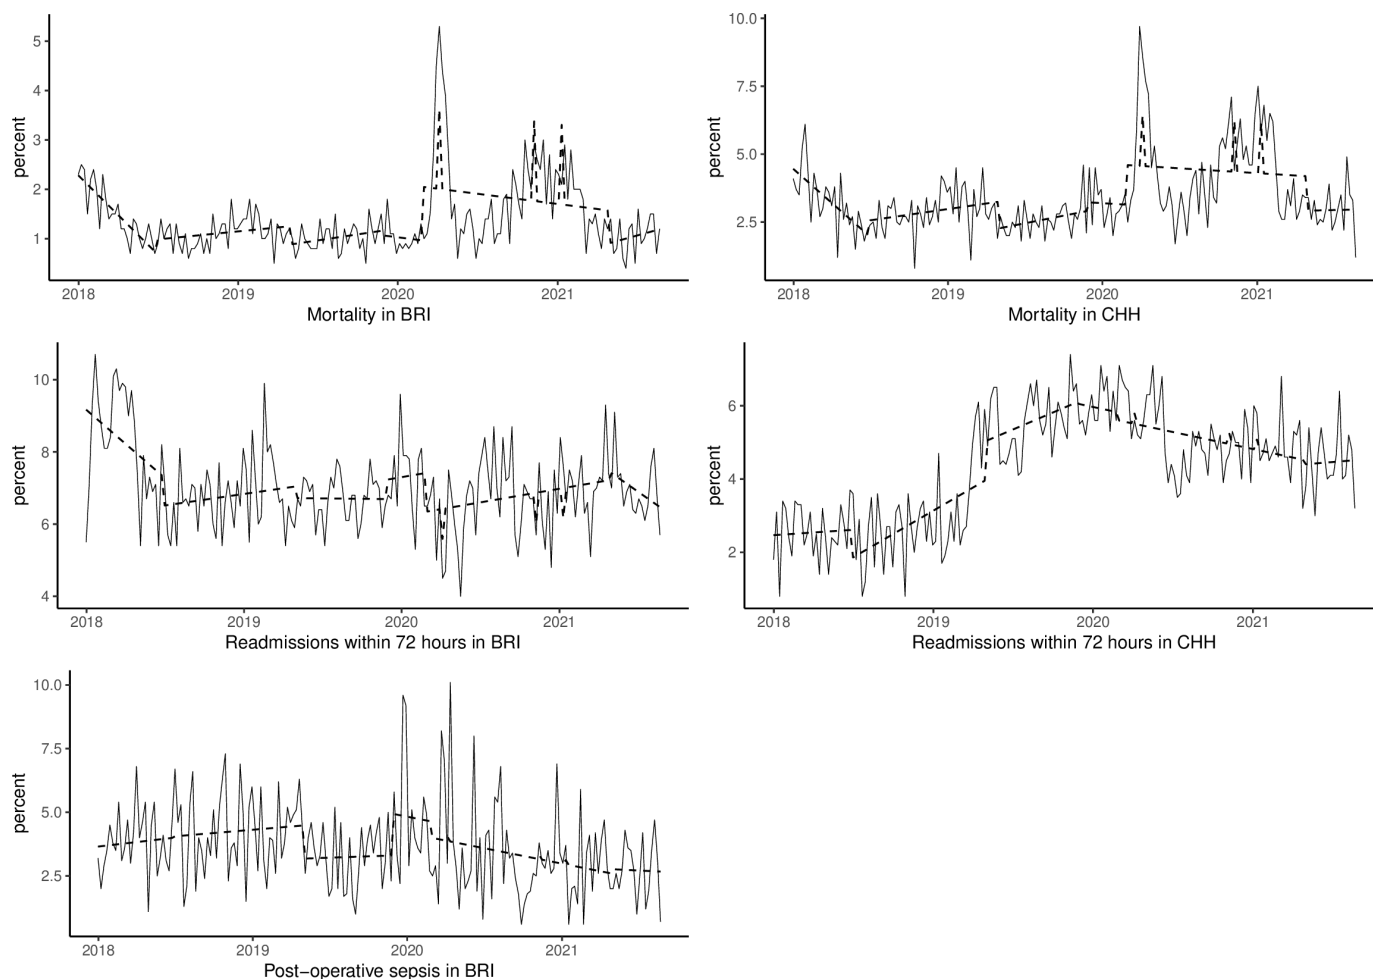 percent
5
4
3
2
1
2018 2019 2020 2021
Mortality in BRI
percent
10.0
7.5
5.0
2.5
2018 2019 2020 2021
Mortality in CHH
percent
10
8
6
4
2018 2019 2020 2021
Readmissions within 72 hours in BRI
percent
6
4
2
2018 2019 2020 2021
Readmissions within 72 hours in CHH
percent
10.0
7.5
5.0
2.5
2018 2019 2020 2021
Post−operative sepsis in BRI